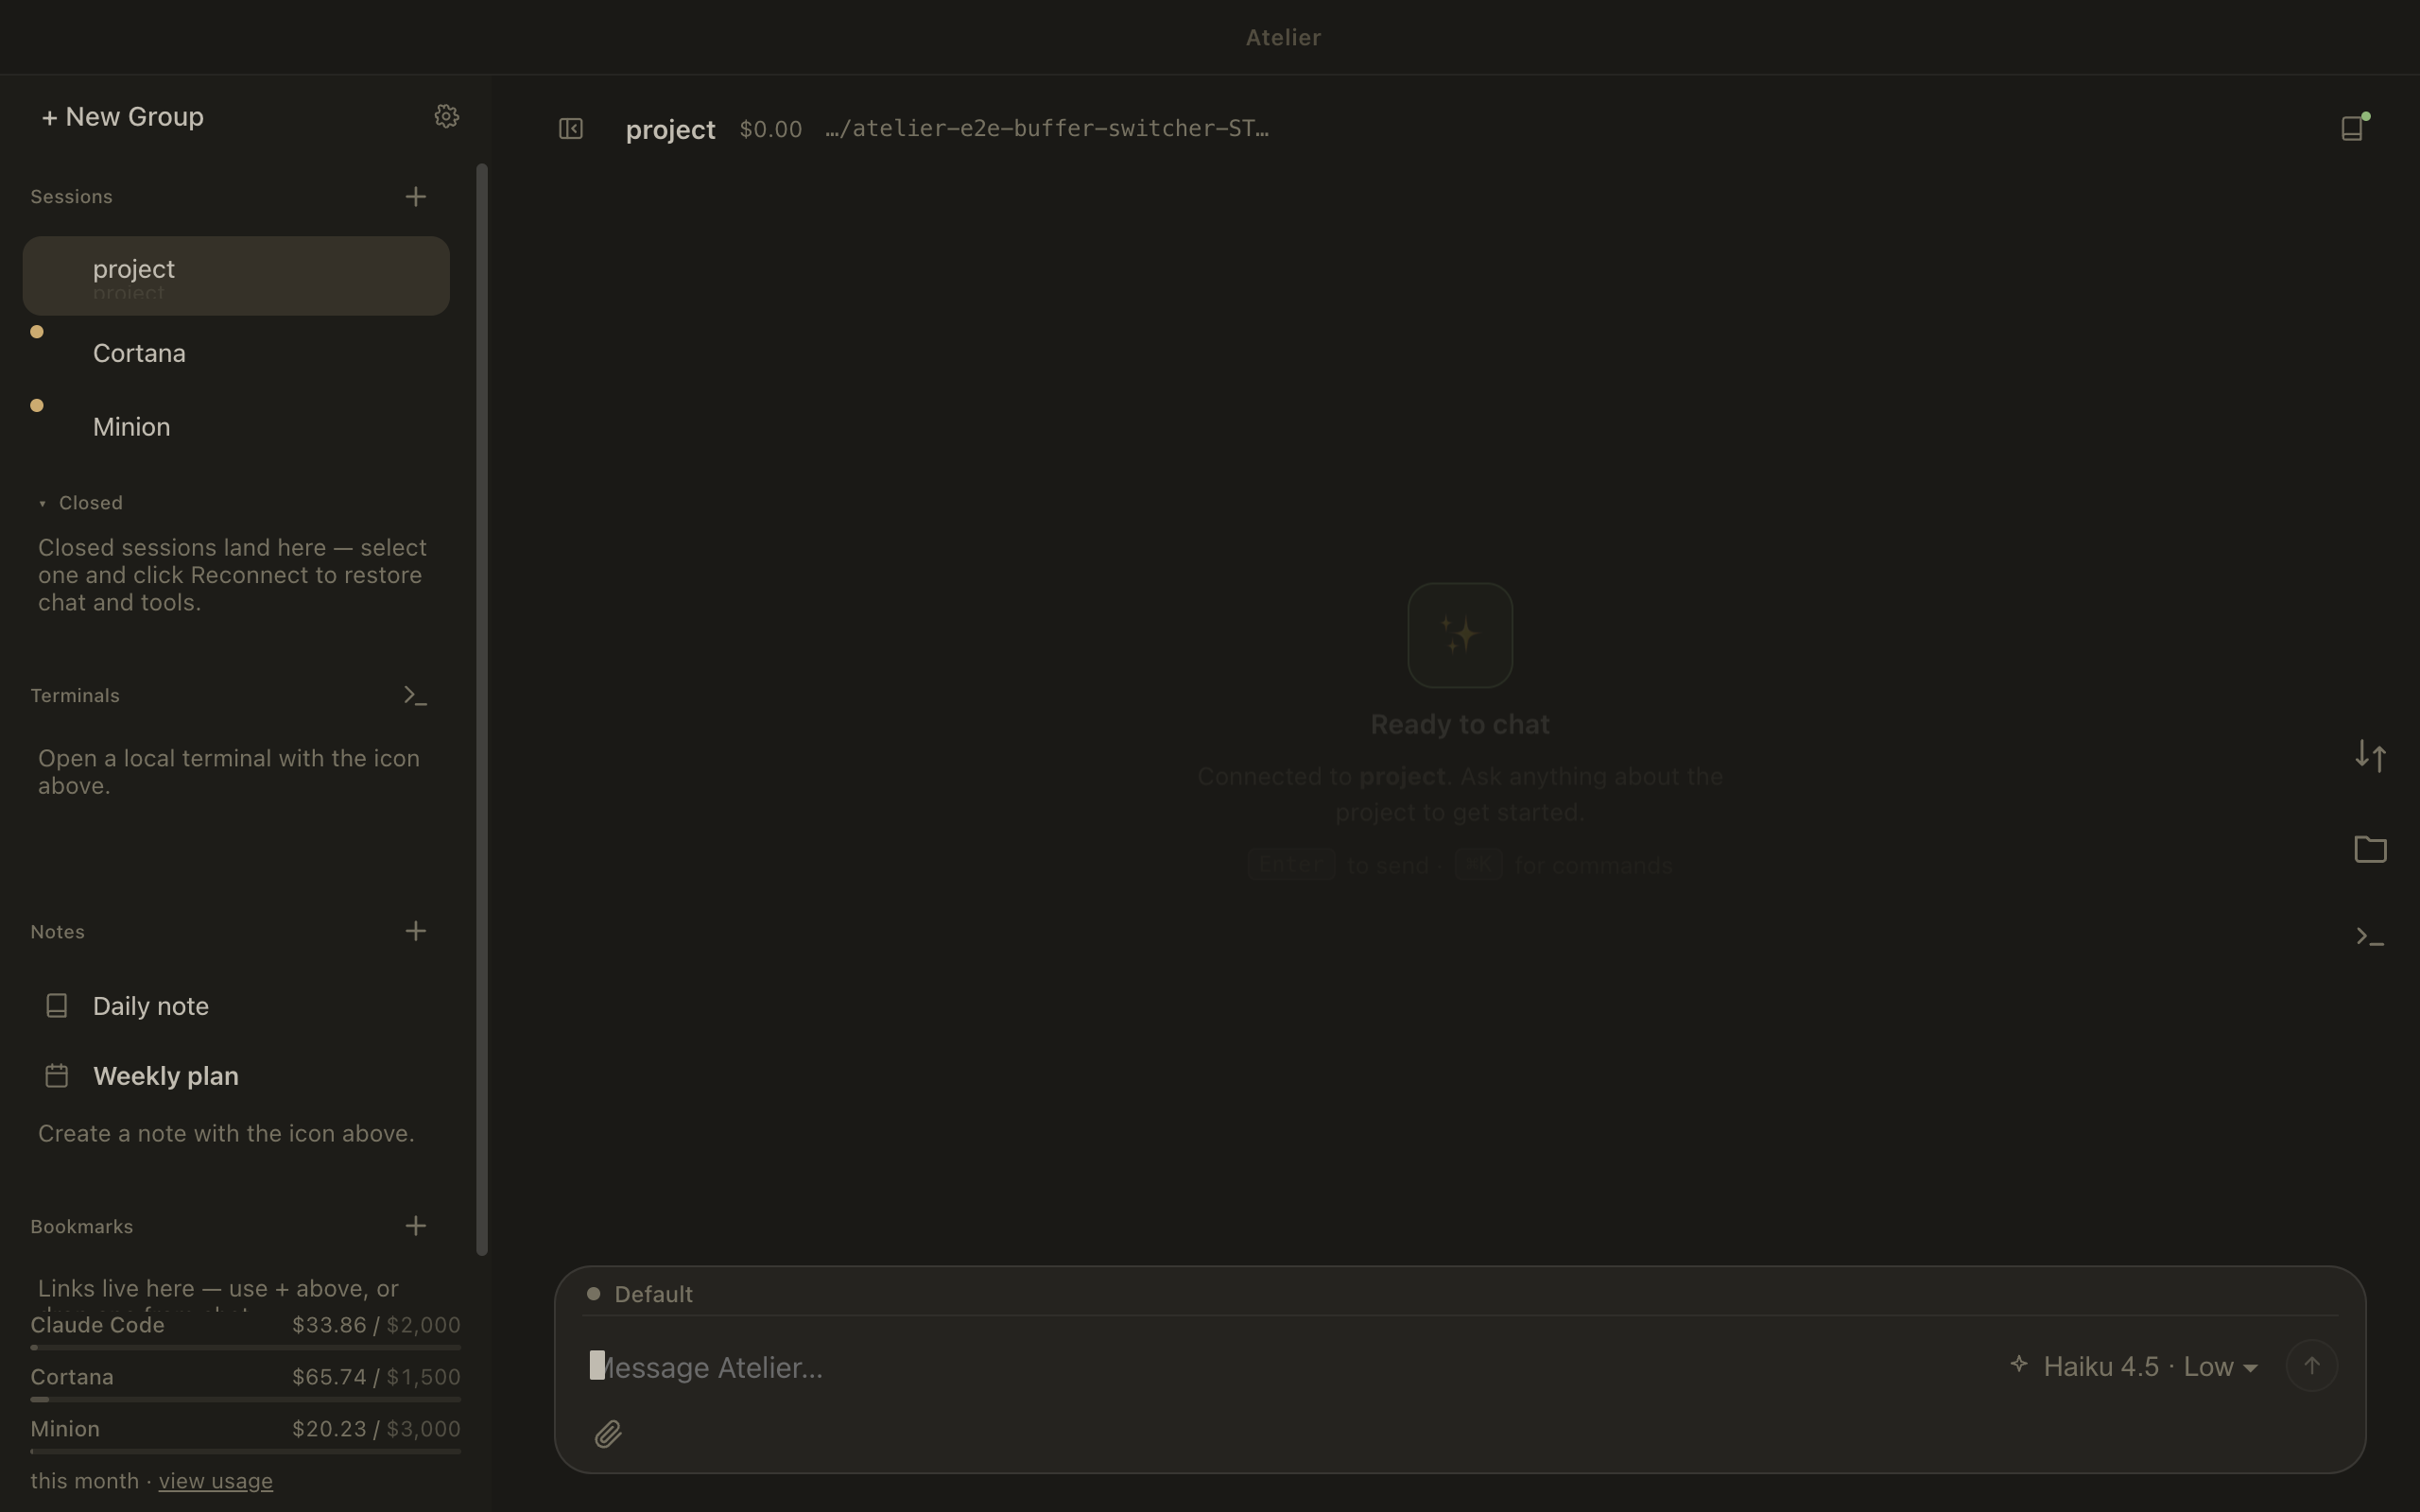 Atelier
+ New Group
Sessions
project
project
Cortana
Minion
Closed
Closed sessions land here — select
one and click Reconnect to restore
chat and tools.
Terminals
Open a local terminal with the icon
above.
Notes
Daily note
Weekly plan
Create a note with the icon above.
Bookmarks
Links live here — use + above, or
Claude Code $33.86 / $2,000
Cortana $65.74 / $1,500
Minion $20.23 / $3,000
this month · view usage
project $0.00 …/atelier-e2e-buffer-switcher-ST…
Ready to chat
Connected to project. Ask anything about the
project to get started.
Enter to send · ⌘K for commands
Default
Message Atelier...
Haiku 4.5 · Low